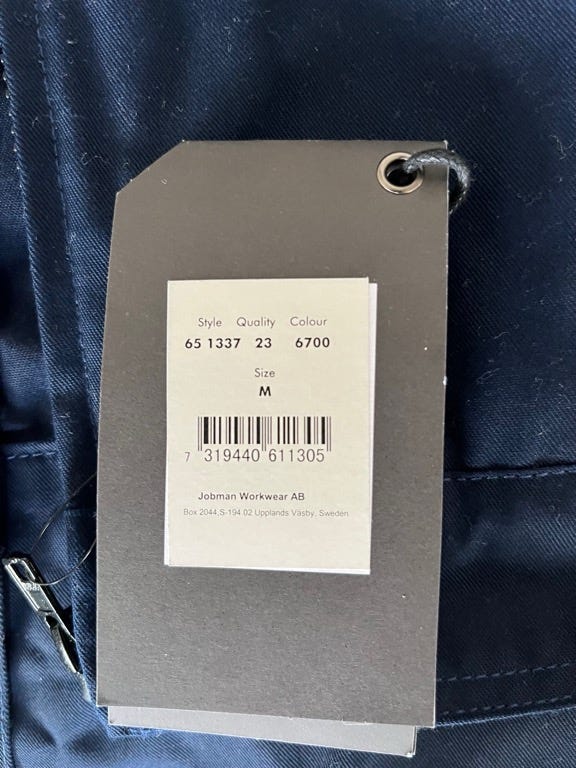 Style Quality Colour
65 1337 23 6700
Size
M
7 319440 611305
Jobman Workwear AB
Box 2044,S-194 02 Upplands Väsby, Sweden